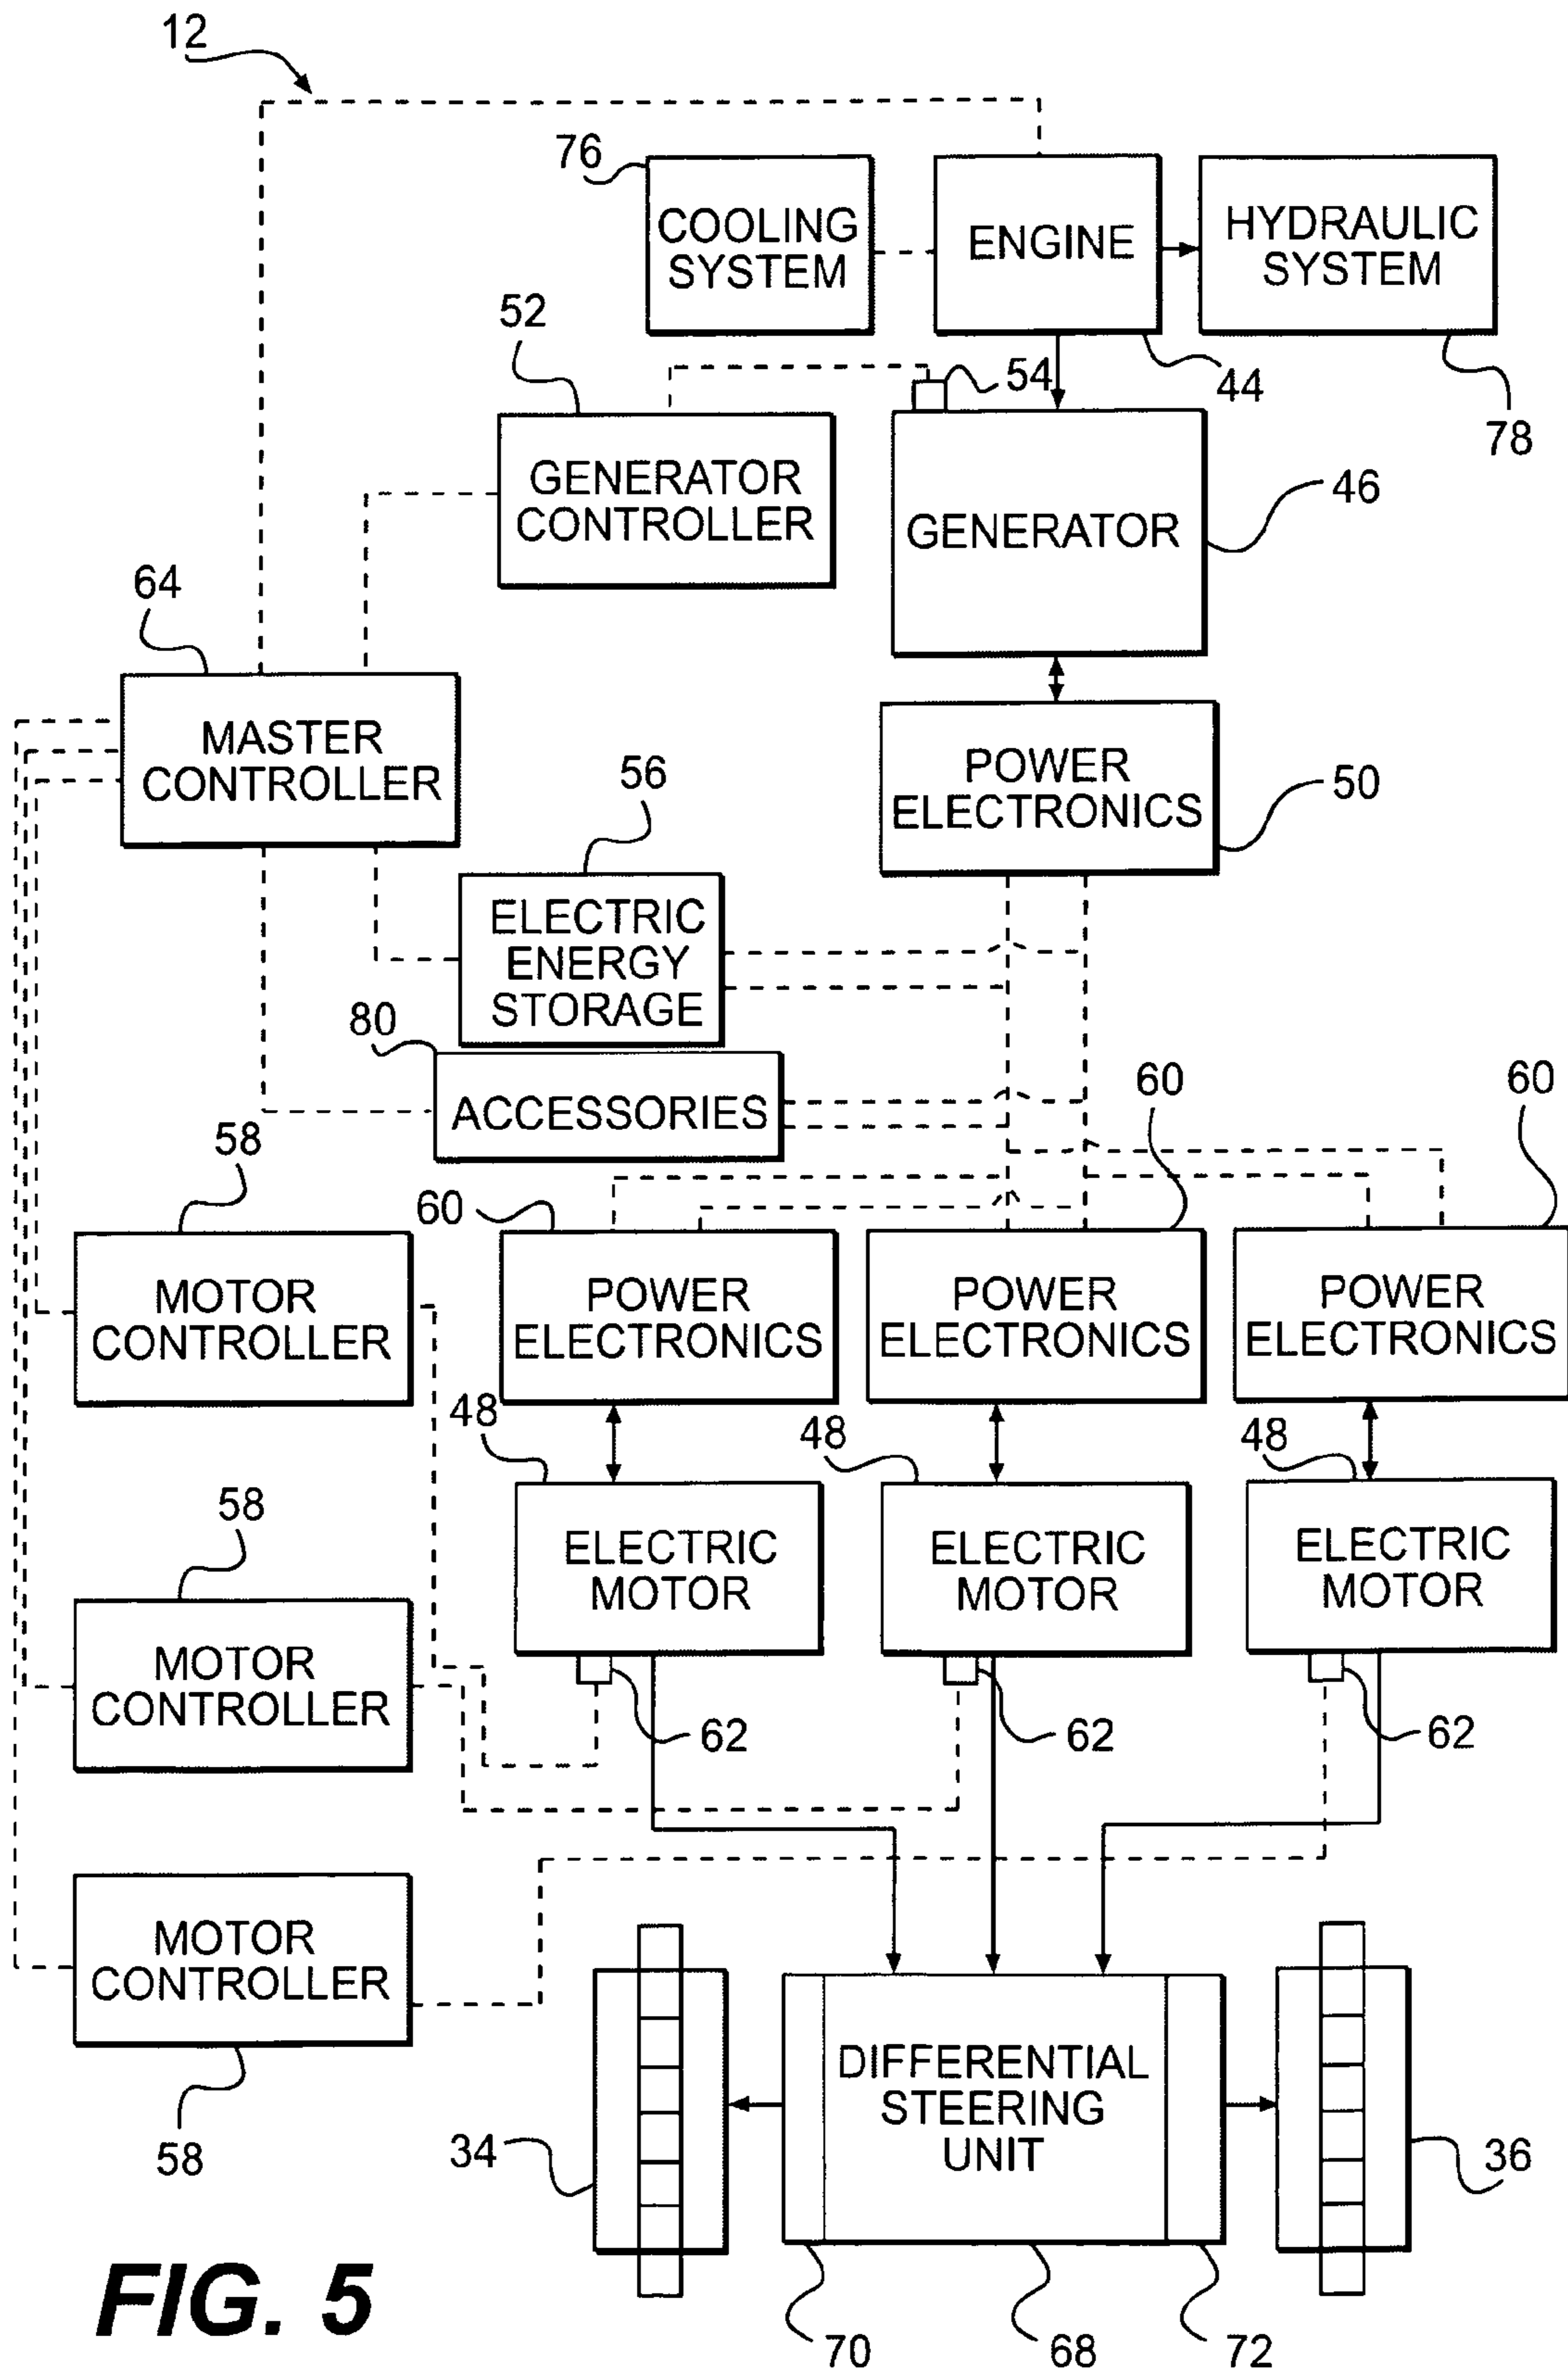 12
76
COOLING
SYSTEM
ENGINE
HYDRAULIC
SYSTEM
52
54
44
78
GENERATOR
CONTROLLER
GENERATOR
46
64
MASTER
CONTROLLER
56
POWER
ELECTRONICS
50
ELECTRIC
ENERGY
STORAGE
80
ACCESSORIES
60
60
58
60
MOTOR
CONTROLLER
POWER
ELECTRONICS
POWER
ELECTRONICS
POWER
ELECTRONICS
48
48
48
58
ELECTRIC
MOTOR
ELECTRIC
MOTOR
ELECTRIC
MOTOR
MOTOR
CONTROLLER
62
62
62
MOTOR
CONTROLLER
58
34
DIFFERENTIAL
STEERING
UNIT
36
FIG. 5
70
68
72